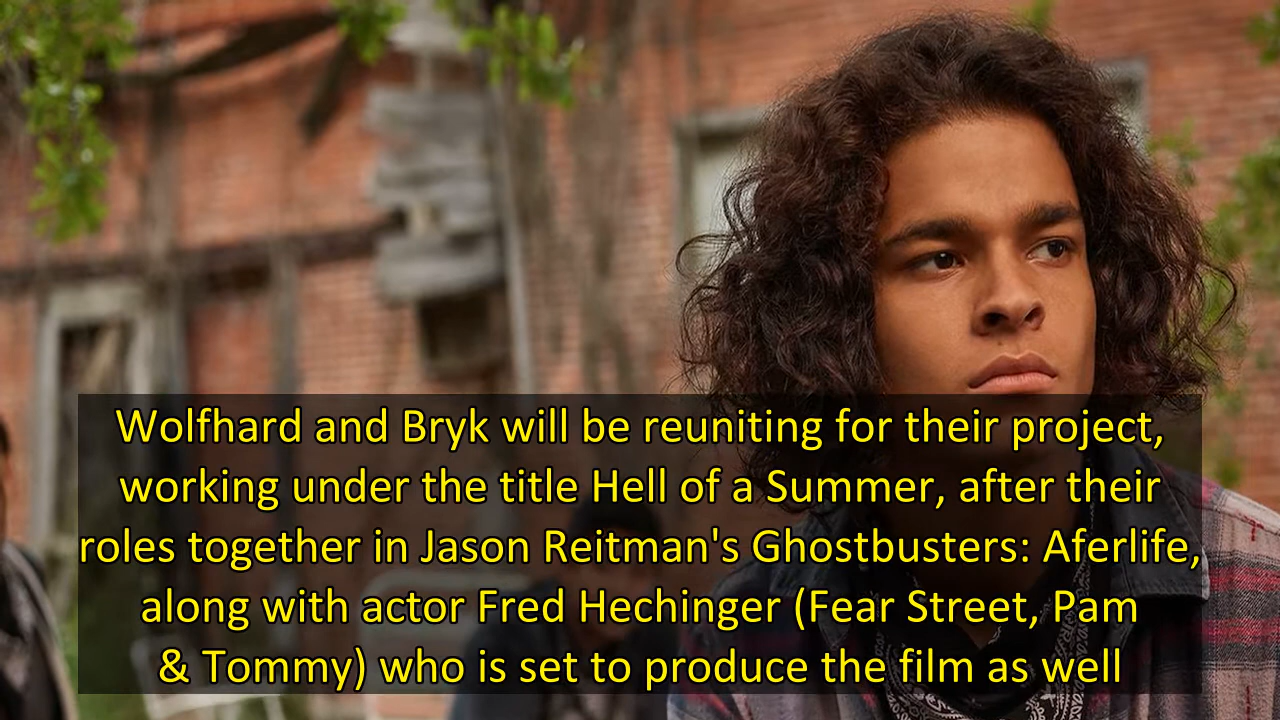 Wolfhard and Bryk will be reuniting for their project,
working under the title Hell of a Summer, after their
roles together in Jason Reitman's Ghostbusters: Aferlife,
along with actor Fred Hechinger (Fear Street, Pam
& Tommy) who is set to produce the film as well